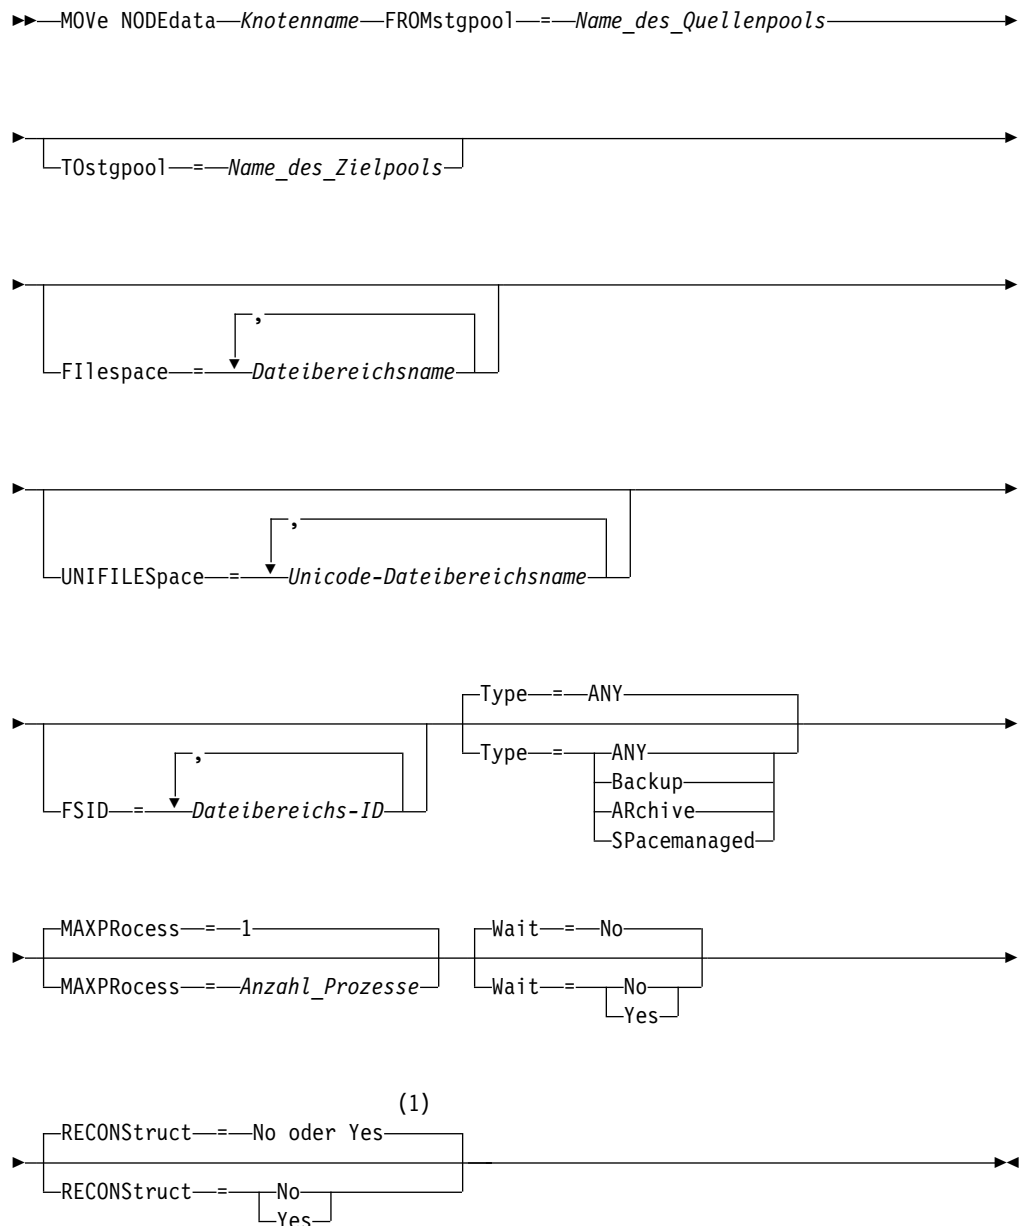 MOVe NODEdata Knotenname FROMstgpool = Name_des_Quellenpools
TOstgpool = Name_des_Zielpools
,
FIlespace = Dateibereichsname
,
UNIFILESpace = Unicode-Dateibereichsname
Type = ANY
,
Type = ANY
Backup
FSID = Dateibereichs-ID
ARchive
SPacemanaged
MAXPRocess = 1 Wait = No
MAXPRocess = Anzahl_Prozesse Wait = No
Yes
(1)
RECONStruct = No oder Yes
RECONStruct = No
Yes